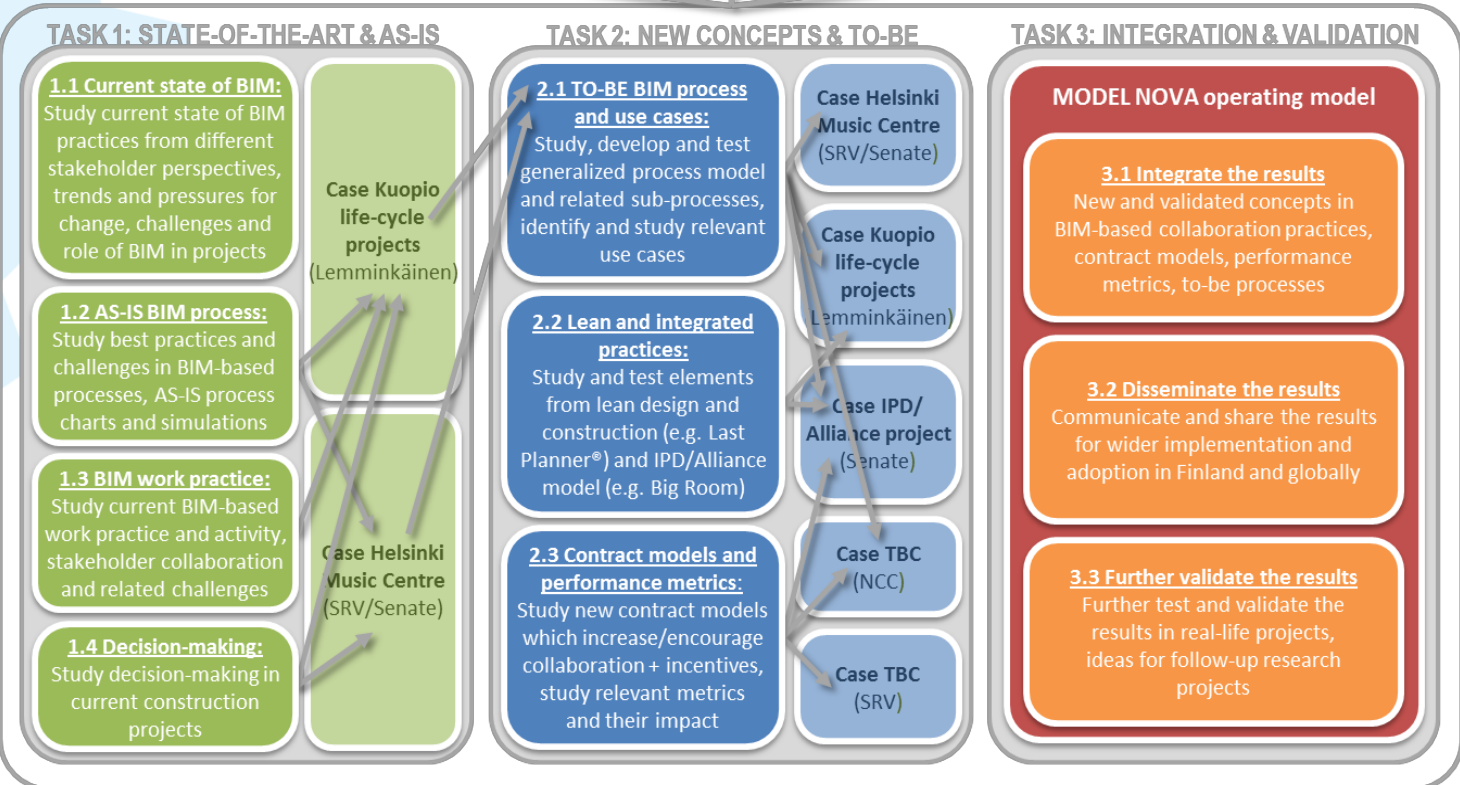 TASK 1: STATE-OF-THE-ART & AS-IS
1.1 Current state of BIM:
Study current state of BIM
practices from different
stakeholder perspectives,
trends and pressures for
change, challenges and
role of BIM in projects
1.2 AS-IS BIM process:
Study best practices and
challenges in BIM-based
processes, AS-IS process
charts and simulations
1.3 BIM work practice:
Study current BIM-based
work practice and activity,
stakeholder collaboration
and related challenges
1.4 Decision-making:
Study decision-making in
current construction
projects
Case Kuopio
life-cycle
projects
(Lemminkäinen)
Case Helsinki
Music Centre
(SRV/Senate)
TASK 2: NEW CONCEPTS & TO-BE
2.1 TO-BE BIM process
and use cases:
Study, develop and test
generalized process model
and related sub-processes,
identify and study relevant
use cases
2.2 Lean and integrated
practices:
Study and test elements
from lean design and
construction (e.g. Last
Planner®) and IPD/Alliance
model (e.g. Big Room)
2.3 Contract models and
performance metrics:
Study new contract models
which increase/encourage
collaboration + incentives,
study relevant metrics
and their impact
Case Helsinki
Music Centre
(SRV/Senate)
Case Kuopio
life-cycle
projects
Lemminkäinen)
Case IPD/
Alliance project
(Senate)
Case TBC
(NCC)
Case TBC
(SRV)
TASK 3: INTEGRATION & VALIDATION
MODEL NOVA operating model
3.1 Integrate the results
New and validated concepts in
BIM-based collaboration practices,
contract models, performance
metrics, to-be processes
3.2 Disseminate the results
Communicate and share the results
for wider implementation and
adoption in Finland and globally
3.3 Further validate the results
Further test and validate the
results in real-life projects,
ideas for follow-up research
projects